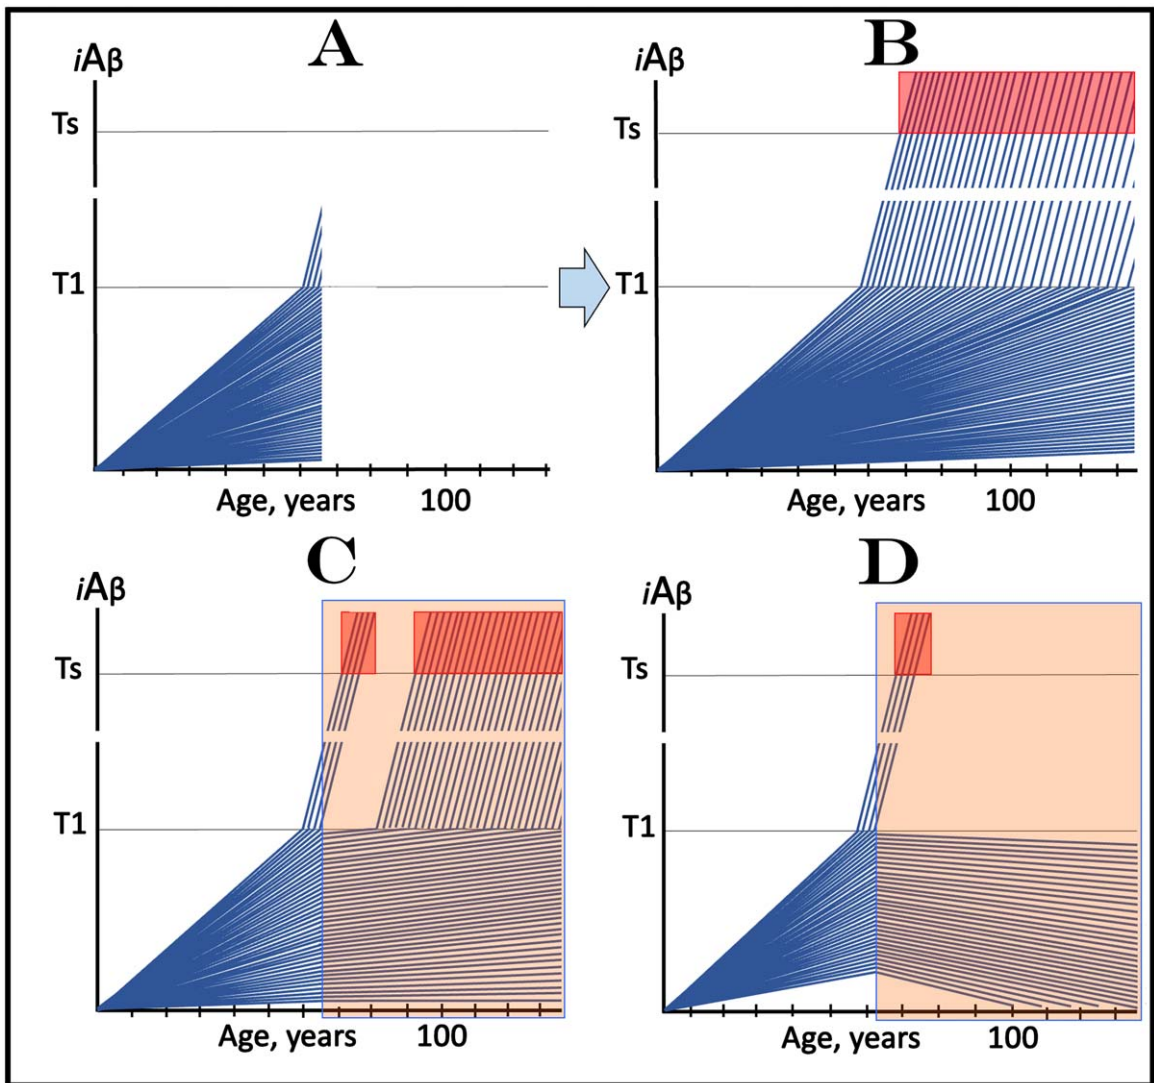 A
B
iAβ
iAβ
Ts
Ts
T1
T1
Age, years 100
Age, years 100
C
D
iAβ
iAβ
Ts
Ts
T1
T1
Age, years 100
Age, years 100